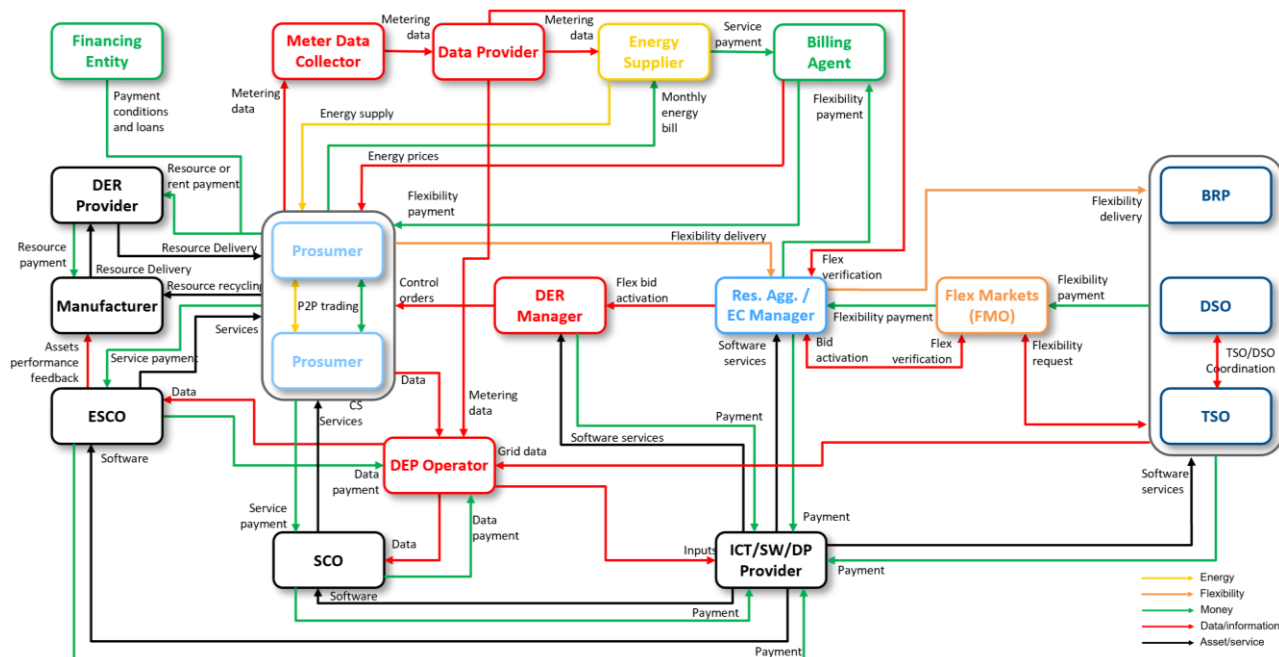 Financing
Entity
Meter Data
Collector
Metering
data
Data Provider
Metering
data
Energy
Supplier
Service
payment
Billing
Agent
Payment
conditions
and loans
Metering
data
Energy supply
Monthly
energy
bill
Flexibility
payment
Energy prices
DER
Provider
Resource or
rent payment
Flexibility
payment
BRP
Flexibility
delivery
Resource
payment
Resource Delivery
Resource Delivery
Prosumer
Flexibility delivery
Flex
verification
Manufacturer
Resource recycling
P2P trading
Control
orders
DER
Manager
Flex bid
activation
Res. Agg. /
EC Manager
Flexibility payment
Flex Markets
(FMO)
Flexibility
payment
DSO
Services
Assets
performance
feedback
Service payment
Prosumer
Software
services
Bid
activation
Flex
verification
Flexibility
request
TSO/DSO
Coordination
Data
ESCO
CS
Services
Data
Metering
data
Payment
TSO
Software
Software services
DEP Operator
Grid data
Data
payment
Software
services
Service
payment
Data
payment
Payment
SCO
Data
Inputs
ICT/SW/DP
Provider
Payment
Software
Payment
Payment
Energy
Flexibility
Money
Data/information
Asset/service